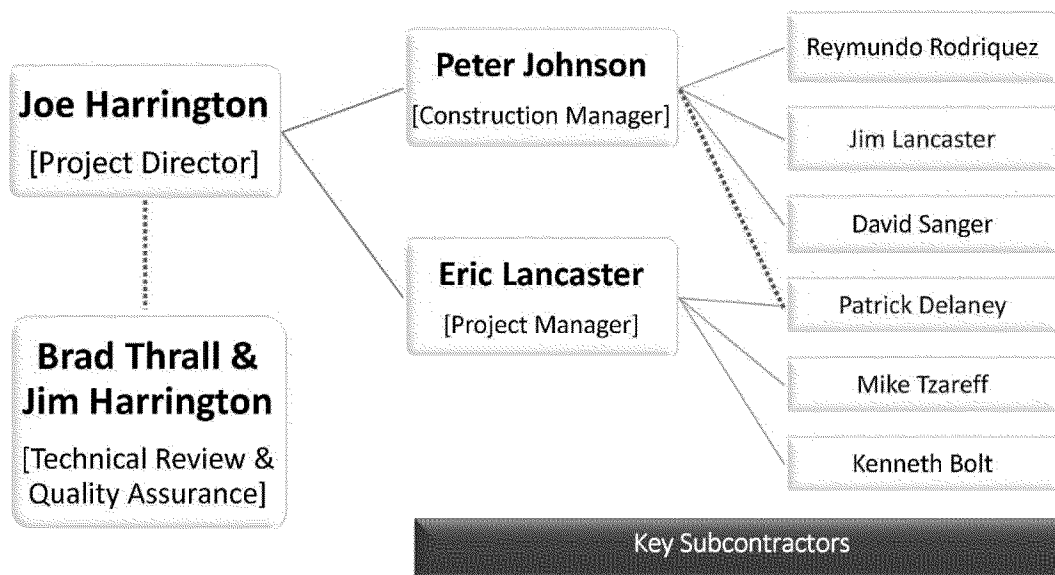 Joe Harrington
[Project Director]
Brad Thrall &
Jim Harrington
[Technical Review &
Quality Assurance]
Peter Johnson
[Construction Manager]
Eric Lancaster
[Project Manager]
Reymundo Rodriquez
Jim Lancaster
David Sanger
Patrick Delaney
Mike Tzareff
Kenneth Bolt
Key Subcontractors